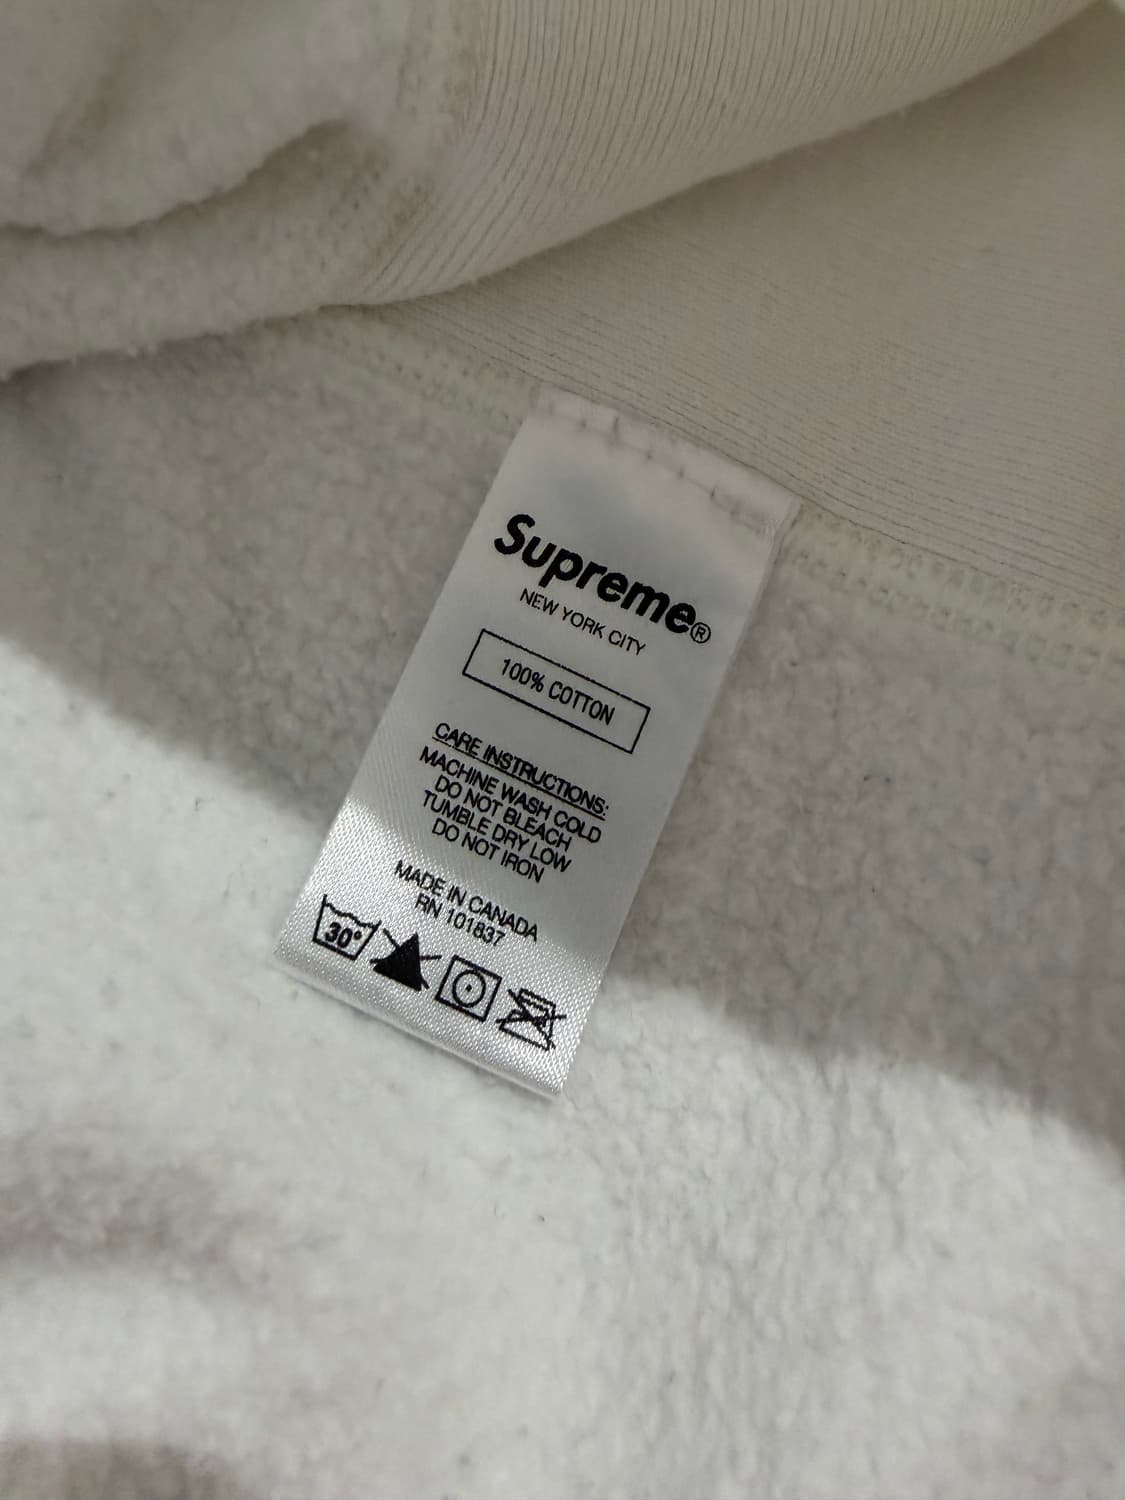 Supreme®
NEW YORK CITY
100% COTTON
CARE INSTRUCTIONS:
MACHINE WASH COLD
DO NOT BLEACH
TUMBLE DRY LOW
DO NOT IRON
MADE IN CANADA
RN 101837
30°